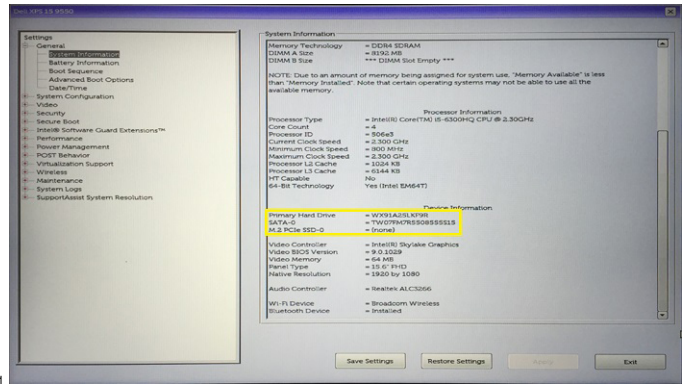 Dell XPS 15 9550
Settings
General
System Information
Battery Information
Boot Sequence
Advanced Boot Options
Date/Time
System Configuration
Video
Security
Secure Boot
Intel® Software Guard Extensions™
Performance
Power Management
POST Behavior
Virtualization Support
Wireless
Maintenance
System Logs
SupportAssist System Resolution
System Information
Memory Technology = DDR4 SDRAM
DIMM A Size = 8192 MB
DIMM B Size = *** DIMM Slot Empty ***
NOTE: Due to an amount of memory being assigned for system use, "Memory Available" is less
than "Memory Installed". Note that certain operating systems may not be able to use all the
available memory.
Processor Information
Processor Type = Intel(R) Core(TM) i5-6300HQ CPU @ 2.30GHz
Core Count = 4
Processor ID = 506e3
Current Clock Speed = 2.300 GHz
Minimum Clock Speed = 800 MHz
Maximum Clock Speed = 2.300 GHz
Processor L2 Cache = 1024 KB
Processor L3 Cache = 6144 KB
HT Capable No
64-Bit Technology Yes (Intel EM64T)
Device Information
Primary Hard Drive
SATA-0
M.2 PCIe SSD-0 = (none)
Video Controller = Intel(R) Skylake Graphics
Video BIOS Version = 9.0.1029
Video Memory = 64 MB
Panel Type = 15.6" FHD
Native Resolution = 1920 by 1080
Audio Controller = Realtek ALC3266
Wi-Fi Device = Broadcom Wireless
Bluetooth Device = Installed
Save Settings
Restore Settings
Apply
Exit